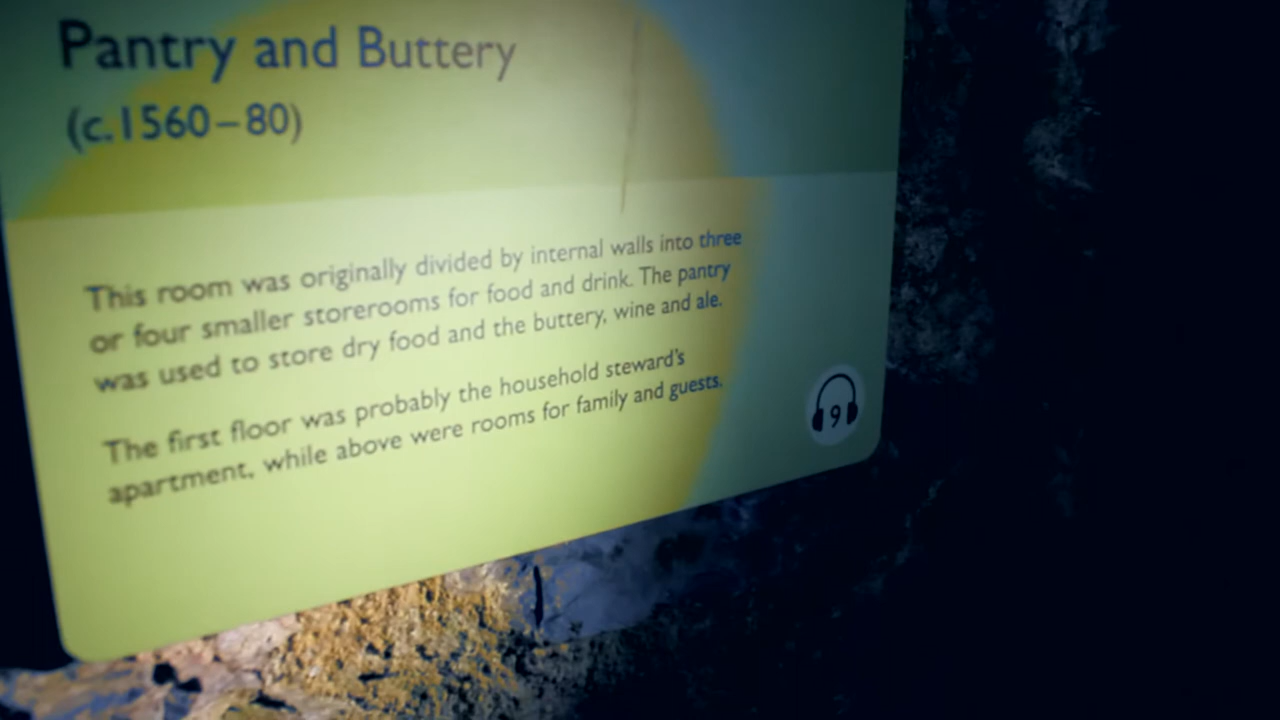 Pantry and Buttery
(c.1560–80)
This room was originally divided by internal walls into three
or four smaller storerooms for food and drink. The pantry
was used to store dry food and the buttery, wine and ale.
The first floor was probably the household steward's
apartment, while above were rooms for family and guests.
9